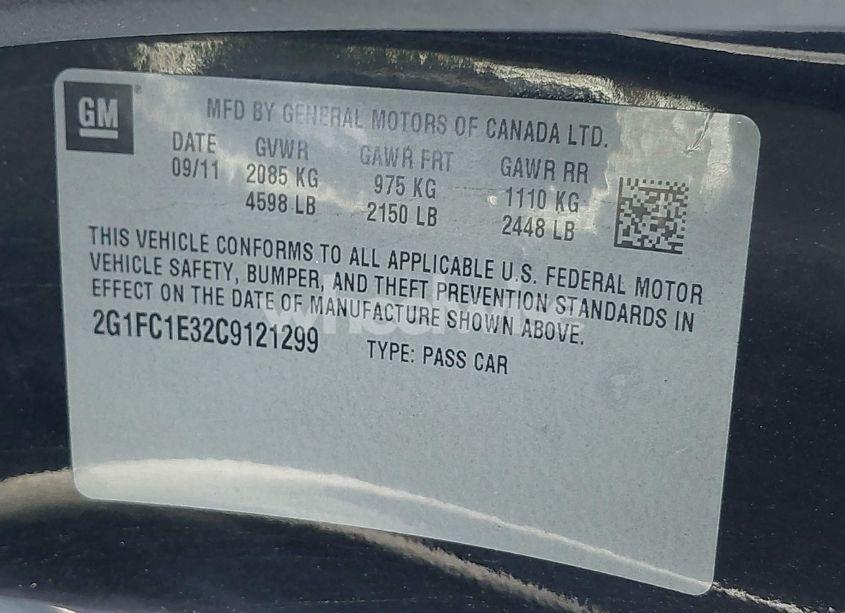 GM
MFD BY GENERAL MOTORS OF CANADA LTD.
DATE GVWR GAWR FRT GAWR RR
09/11 2085 KG 975 KG 1110 KG
4598 LB 2150 LB 2448 LB
THIS VEHICLE CONFORMS TO ALL APPLICABLE U.S. FEDERAL MOTOR
VEHICLE SAFETY, BUMPER, AND THEFT PREVENTION STANDARDS IN
EFFECT ON THE DATE OF MANUFACTURE SHOWN ABOVE.
2G1FC1E32C9121299 TYPE: PASS CAR